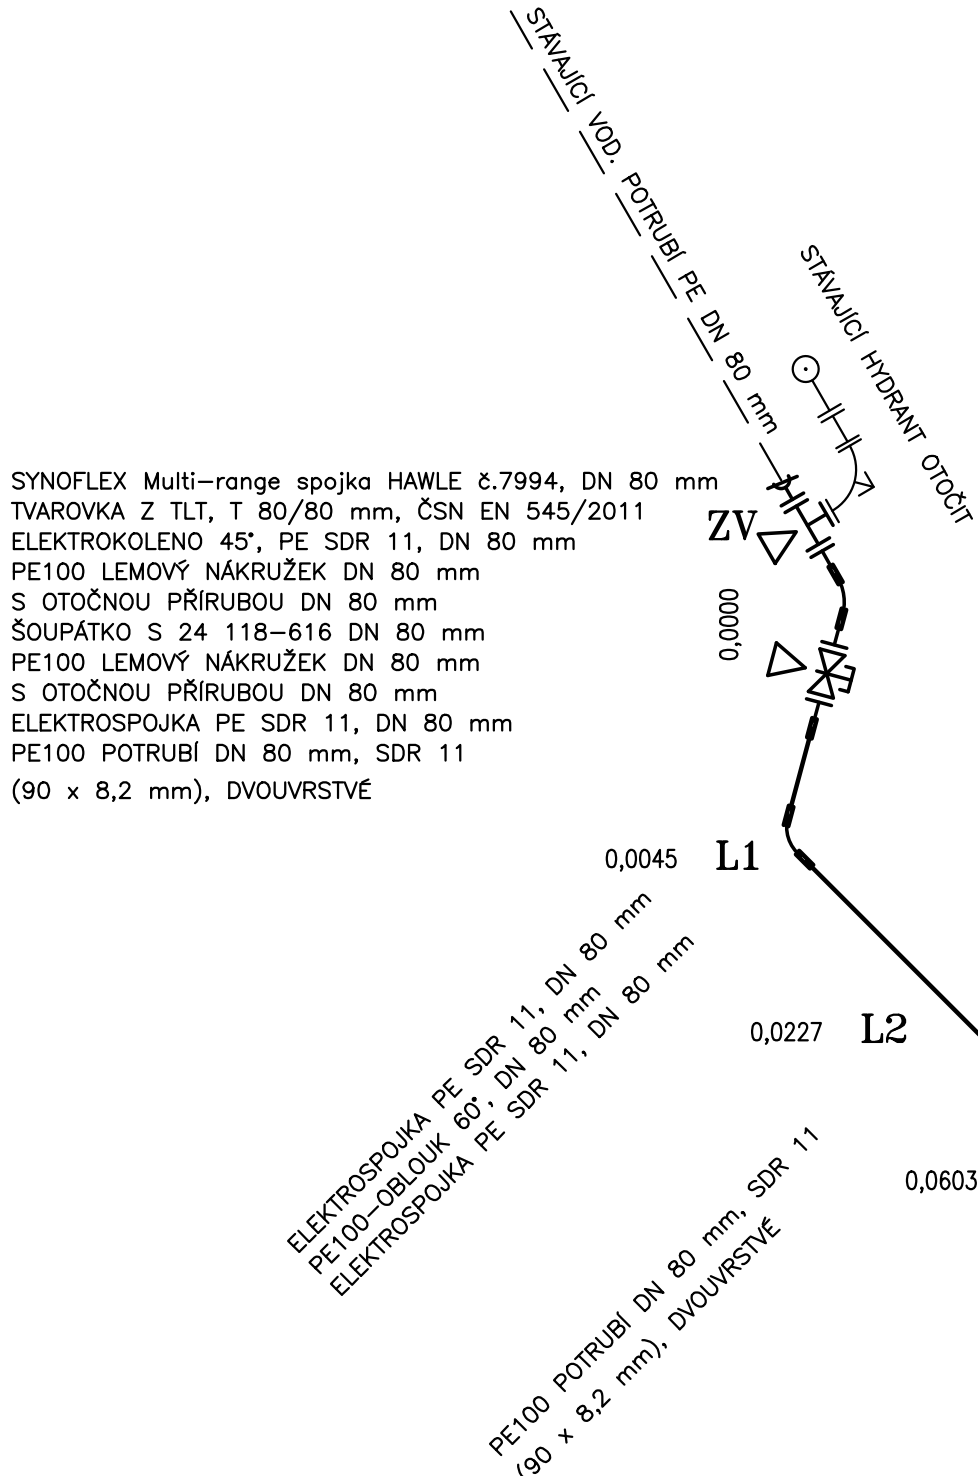 STÁVAJÍCÍ VOD. POTRUBÍ PE DN 80 mm
STÁVAJÍCÍ HYDRANT OTOČIT
SYNOFLEX Multi-range spojka HAWLE č.7994, DN 80 mm
TVAROVKA Z TLT, T 80/80 mm, ČSN EN 545/2011
ELEKTROKOLENO 45°, PE SDR 11, DN 80 mm
PE100 LEMOVÝ NÁKRUŽEK DN 80 mm
S OTOČNOU PŘÍRUBOU DN 80 mm
ŠOUPÁTKO S 24 118-616 DN 80 mm
PE100 LEMOVÝ NÁKRUŽEK DN 80 mm
S OTOČNOU PŘÍRUBOU DN 80 mm
ELEKTROSPOJKA PE SDR 11, DN 80 mm
PE100 POTRUBÍ DN 80 mm, SDR 11
(90 x 8,2 mm), DVOUVRSTVÉ
ZV
0,0000
0,0045 L1
ELEKTROSPOJKA PE SDR 11, DN 80 mm
PE100-OBLOUK 60°, DN 80 mm
ELEKTROSPOJKA PE SDR 11, DN 80 mm
0,0227 L2
0,0603
PE100 POTRUBÍ DN 80 mm, SDR 11
(90 x 8,2 mm), DVOUVRSTVÉ